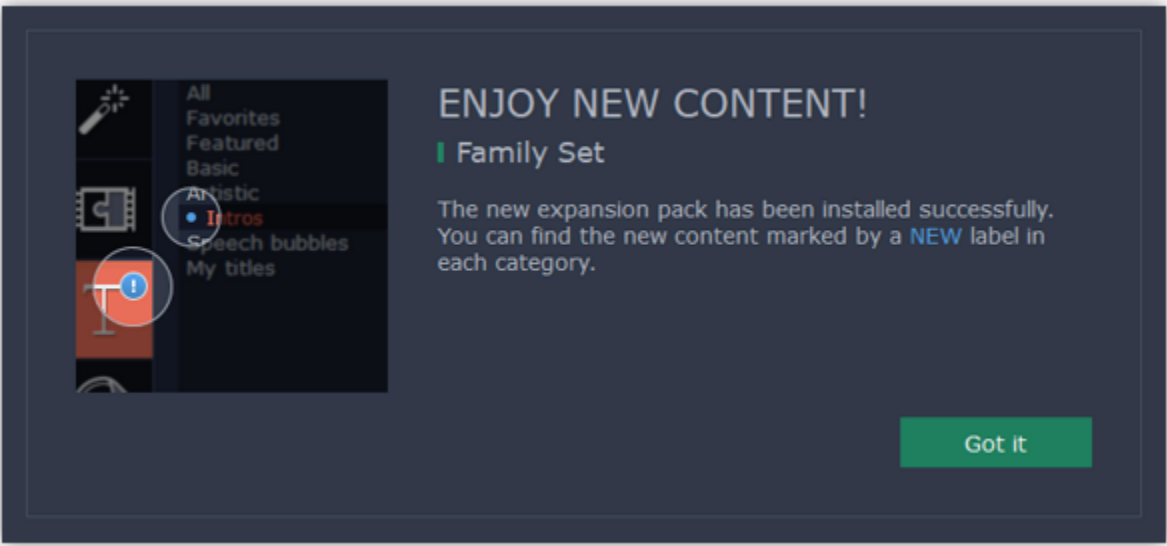 All
Favorites
Featured
Basic
Artistic
Intros
Speech bubbles
My titles
ENJOY NEW CONTENT!
Family Set
The new expansion pack has been installed successfully.
You can find the new content marked by a NEW label in
each category.
Got it